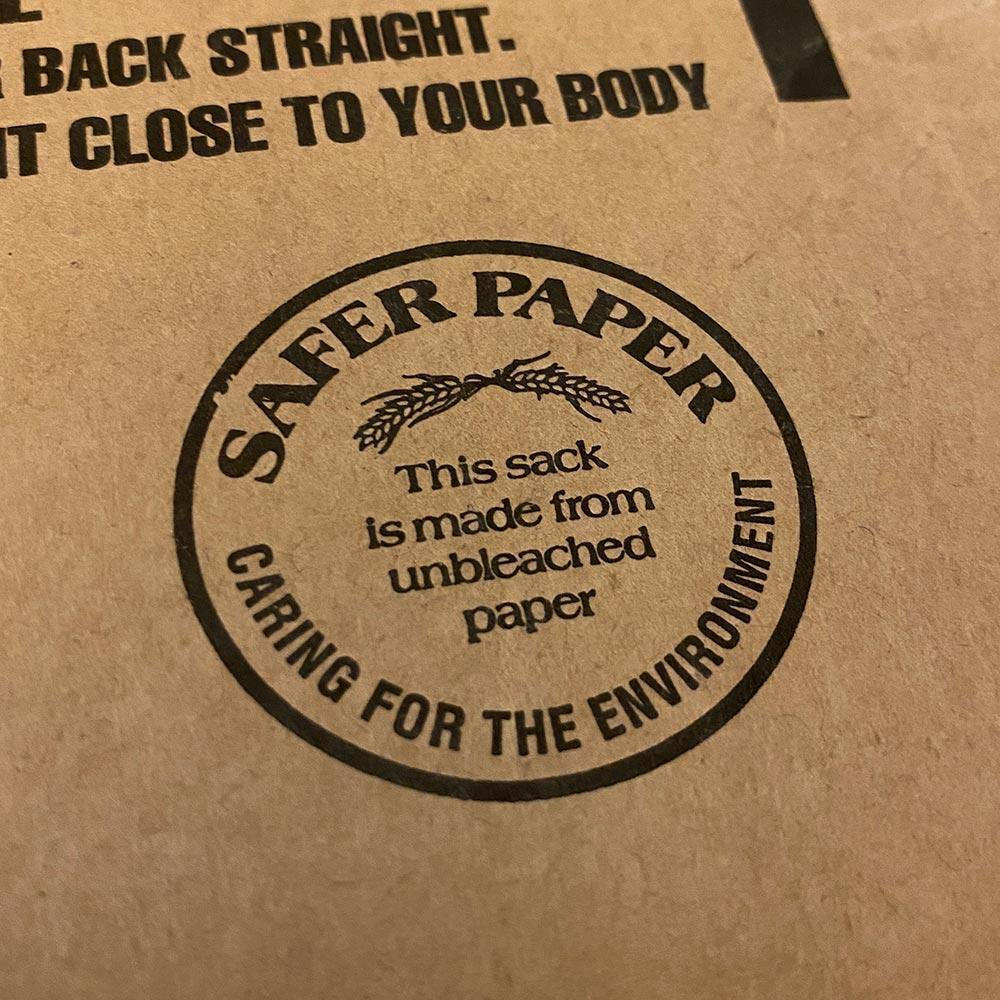 BACK STRAIGHT.
CLOSE TO YOUR BODY
SAFER PAPER
This sack
is made from
unbleached
paper
CARING FOR THE ENVIRONMENT